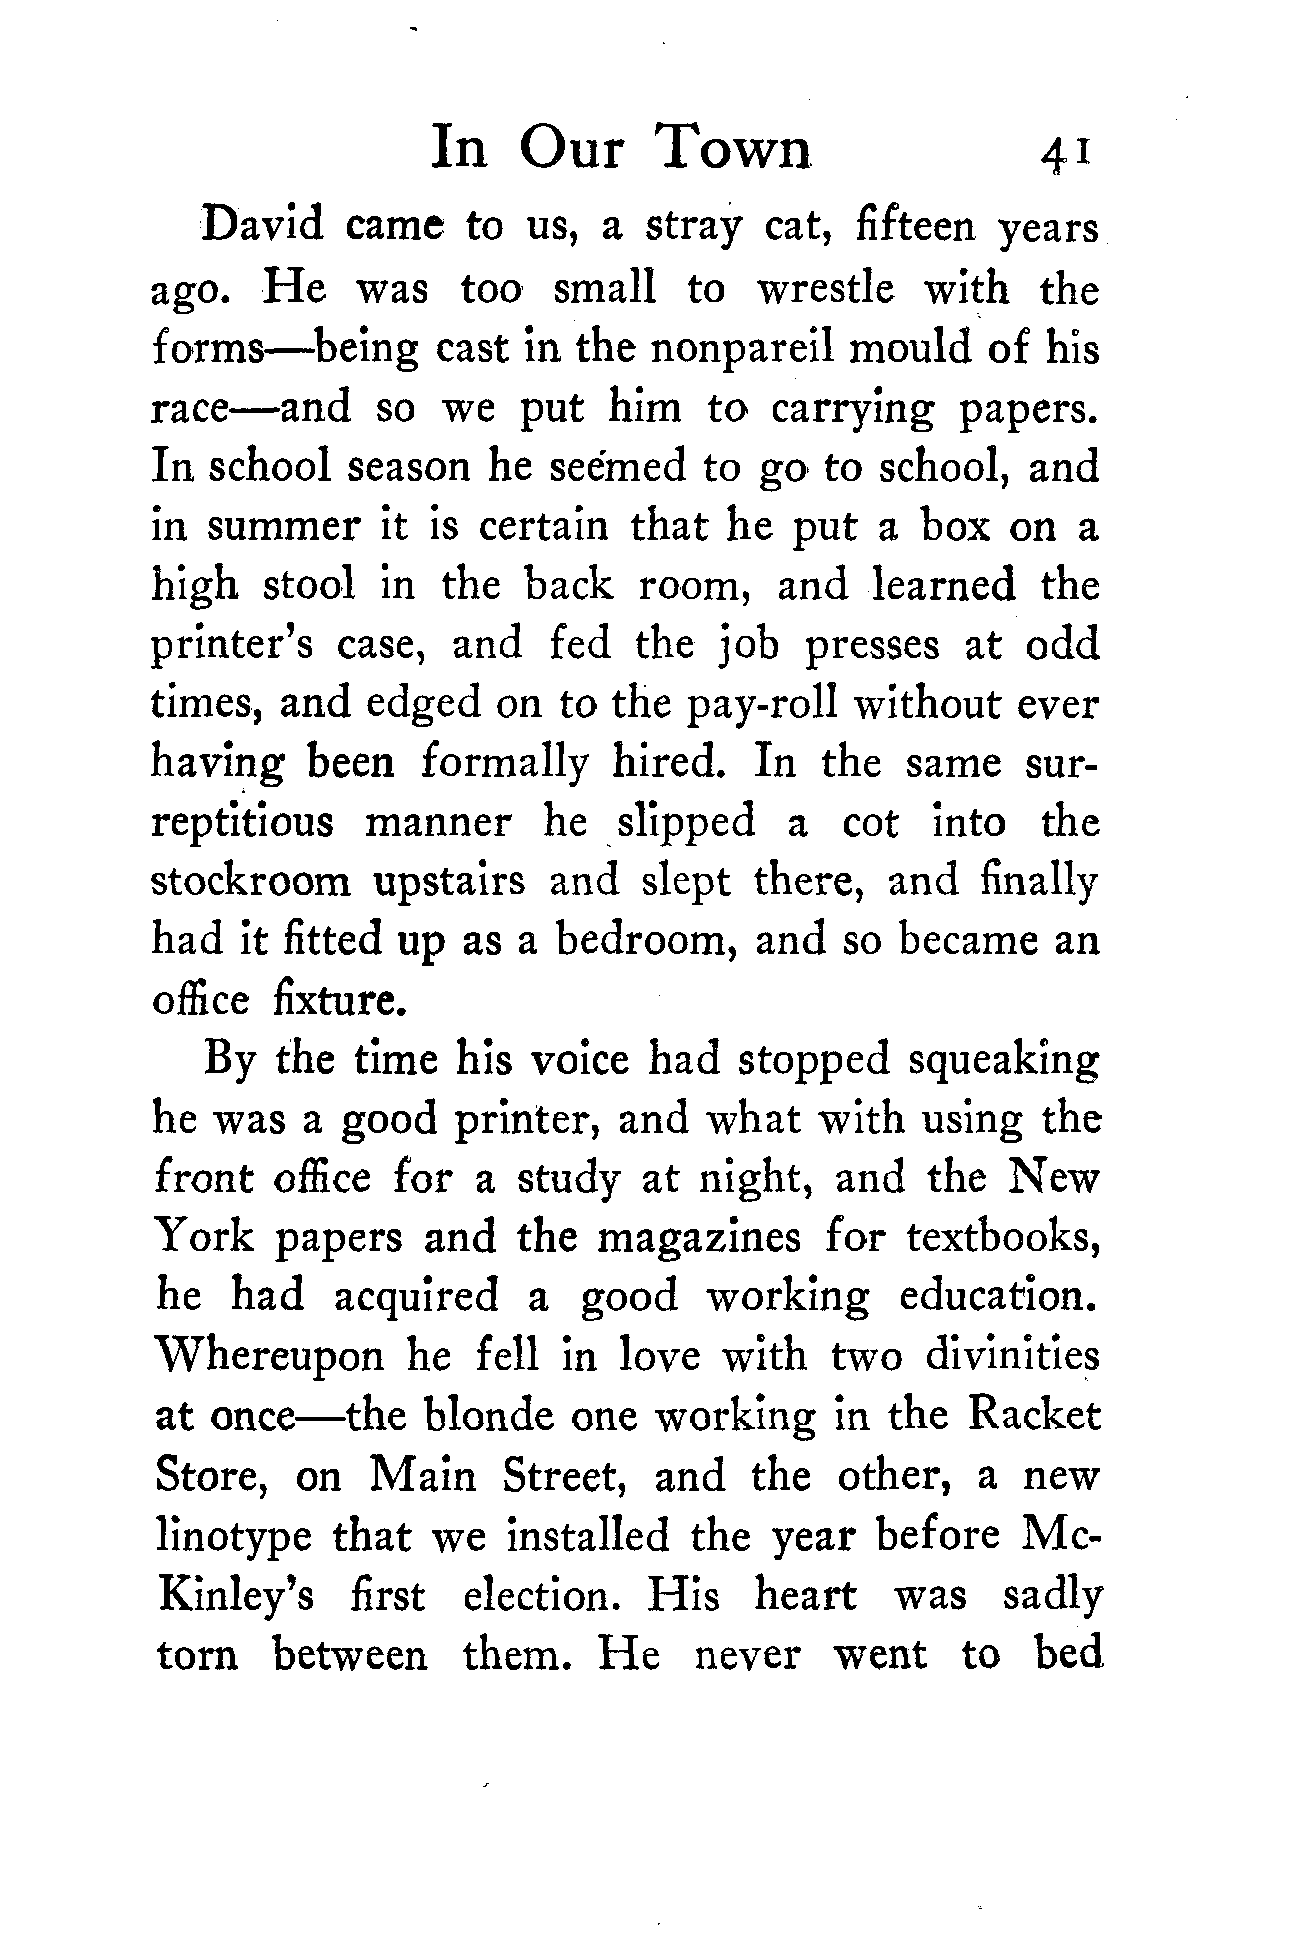 In Our Town 41
David came to us, a stray cat, fifteen years
ago. He was too small to wrestle with the
forms—being cast in the nonpareil mould of his
race—and so we put him to carrying papers.
In school season he seemed to go to school, and
in summer it is certain that he put a box on a
high stool in the back room, and learned the
printer's case, and fed the job presses at odd
times, and edged on to the pay-roll without ever
having been formally hired. In the same sur-
reptitious manner he slipped a cot into the
stockroom upstairs and slept there, and finally
had it fitted up as a bedroom, and so became an
office fixture.
By the time his voice had stopped squeaking
he was a good printer, and what with using the
front office for a study at night, and the New
York papers and the magazines for textbooks,
he had acquired a good working education.
Whereupon he fell in love with two divinities
at once—the blonde one working in the Racket
Store, on Main Street, and the other, a new
linotype that we installed the year before Mc-
Kinley's first election. His heart was sadly
torn between them. He never went to bed